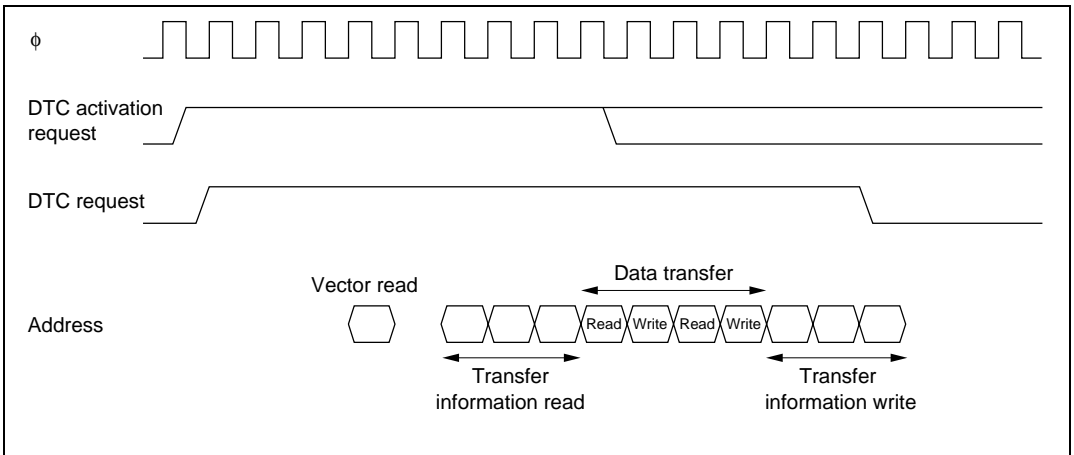 ϕ
DTC activation
request
DTC request
Data transfer
Vector read
Address
Read Write Read Write
Transfer
information read
Transfer
information write